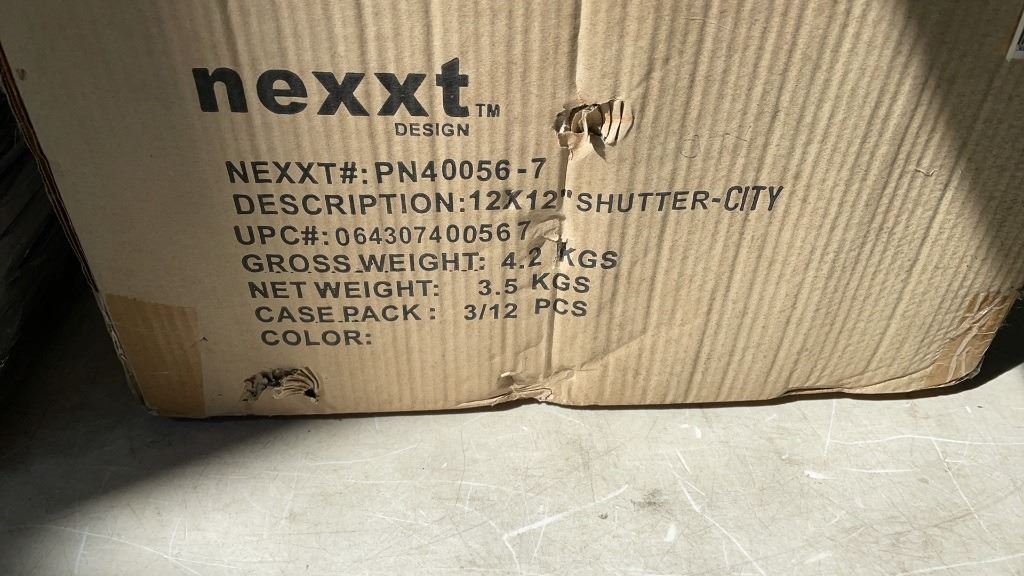 nexxt™
DESIGN
NEXXT#: PN40056-7
DESCRIPTION: 12X12" SHUTTER-CITY
UPC#: 064307400567
GROSS WEIGHT: 4.2 KGS
NET WEIGHT: 3.5 KGS
CASE PACK: 3/12 PCS
COLOR: